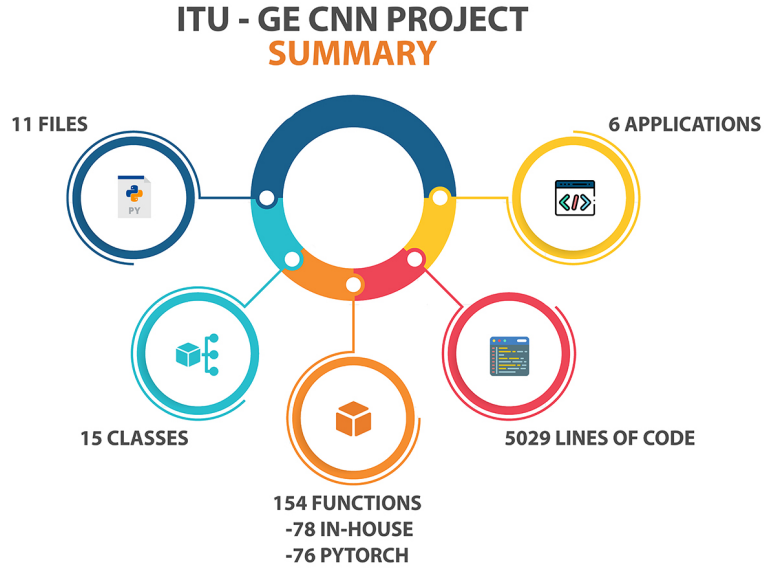 ITU - GE CNN PROJECT
SUMMARY
11 FILES
6 APPLICATIONS
PY
15 CLASSES
5029 LINES OF CODE
154 FUNCTIONS
-78 IN-HOUSE
-76 PYTORCH